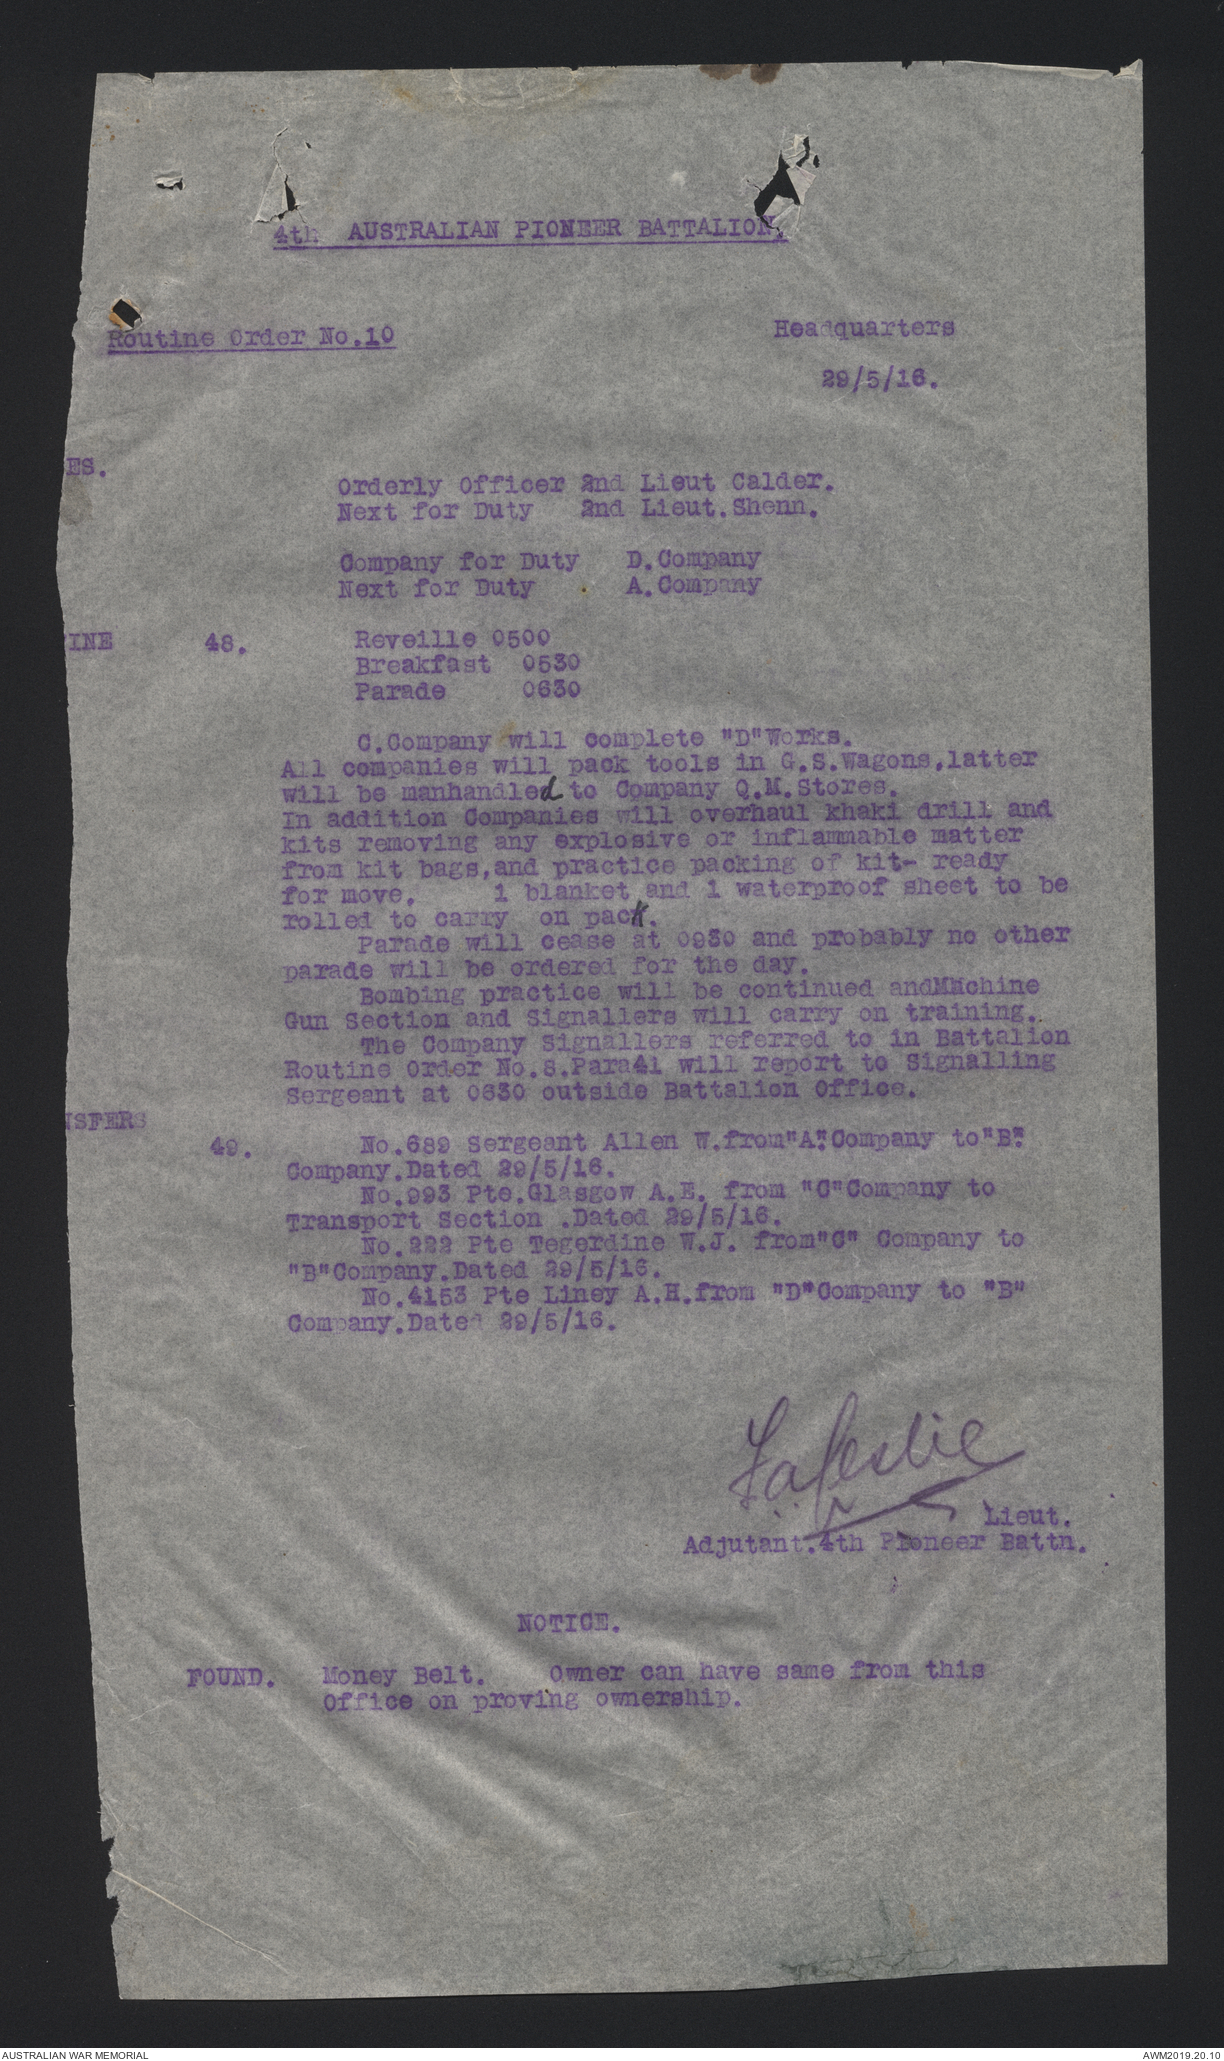 4th AUSTRALIAN PIONEER BATTALION.
Routine Order No.10
Headquarters
29/5/16.
ES.
Orderly Officer 2nd Lieut Calder.
Next for Duty 2nd Lieut.Shenn.
Company for Duty D.Company
Next for Duty A.Company
INE 48. Reveille 0500
Breakfast 0530
Parade 0630
C.Company will complete "D"Works.
All companies will pack tools in G.S.Wagons,latter
will be manhandled to Company Q.M.Stores.
In addition Companies will overhaul khaki drill and
kits removing any explosive or inflammable matter
from kit bags,and practice packing of kit- ready
for move. 1 blanket and 1 waterproof sheet to be
rolled to carry on pack.
Parade will cease at 0930 and probably no other
parade will be ordered for the day.
Bombing practice will be continued andMachine
Gun Section and Signallers will carry on training.
The Company Signallers referred to in Battalion
Routine Order No.8.Para41 will report to Signalling
Sergeant at 0630 outside Battalion Office.
NSFERS
49. No.689 Sergeant Allen W.from"A"Company to"B"
Company.Dated 29/5/16.
No.993 Pte.Glasgow A.E. from "C"Company to
Transport Section .Dated 29/5/16.
No.222 Pte Tegerdine W.J. from"C" Company to
"B"Company.Dated 29/5/16.
No.4153 Pte Liney A.H.from "D"Company to "B"
Company.Dated 29/5/16.
Leslie
Lieut.
Adjutant.4th Pioneer Battn.
NOTICE.
FOUND. Money Belt. Owner can have same from this
Office on proving ownership.
AUSTRALIAN WAR MEMORIAL
AWM2019.20.10